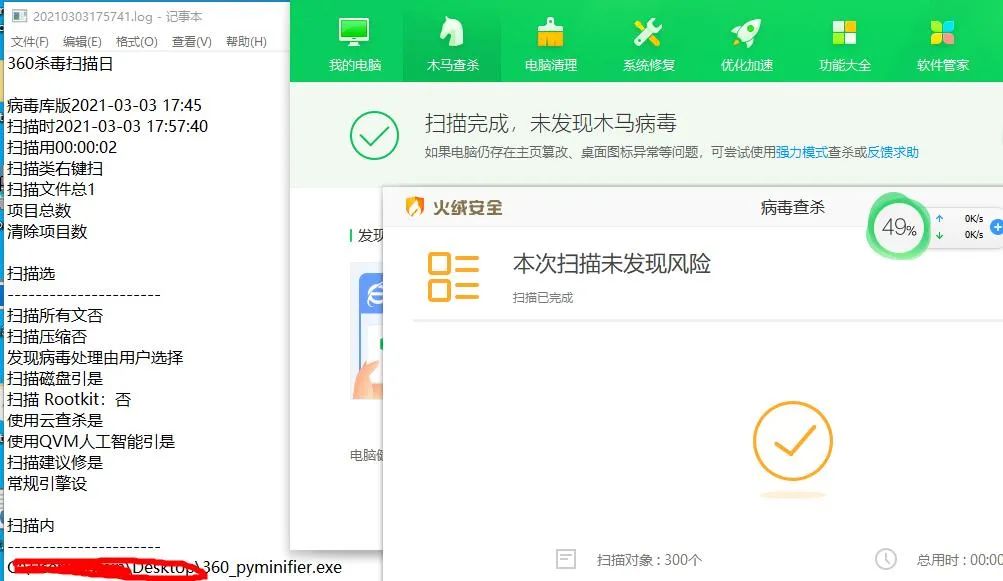 20210303175741.log - 记事本
文件(F) 编辑(E) 格式(O) 查看(V) 帮助(H)
360杀毒扫描日
病毒库版2021-03-03 17:45
扫描时2021-03-03 17:57:40
扫描用00:00:02
扫描类右键扫
扫描文件总1
项目总数
清除项目数
扫描选
----------------------
扫描所有文否
扫描压缩否
发现病毒处理由用户选择
扫描磁盘引是
扫描 Rootkit：否
使用云查杀是
使用QVM人工智能引是
扫描建议修是
常规引擎设
扫描内
----------------------
\Desktop\360_pyminifier.exe
我的电脑 木马查杀 电脑清理 系统修复 优化加速 功能大全 软件管家
扫描完成，未发现木马病毒
如果电脑仍存在主页篡改、桌面图标异常等问题，可尝试使用强力模式查杀或反馈求助
发现
电脑
火绒安全
病毒查杀
49%
0K/s
0K/s
本次扫描未发现风险
扫描已完成
扫描对象：300个
总用时：00:00